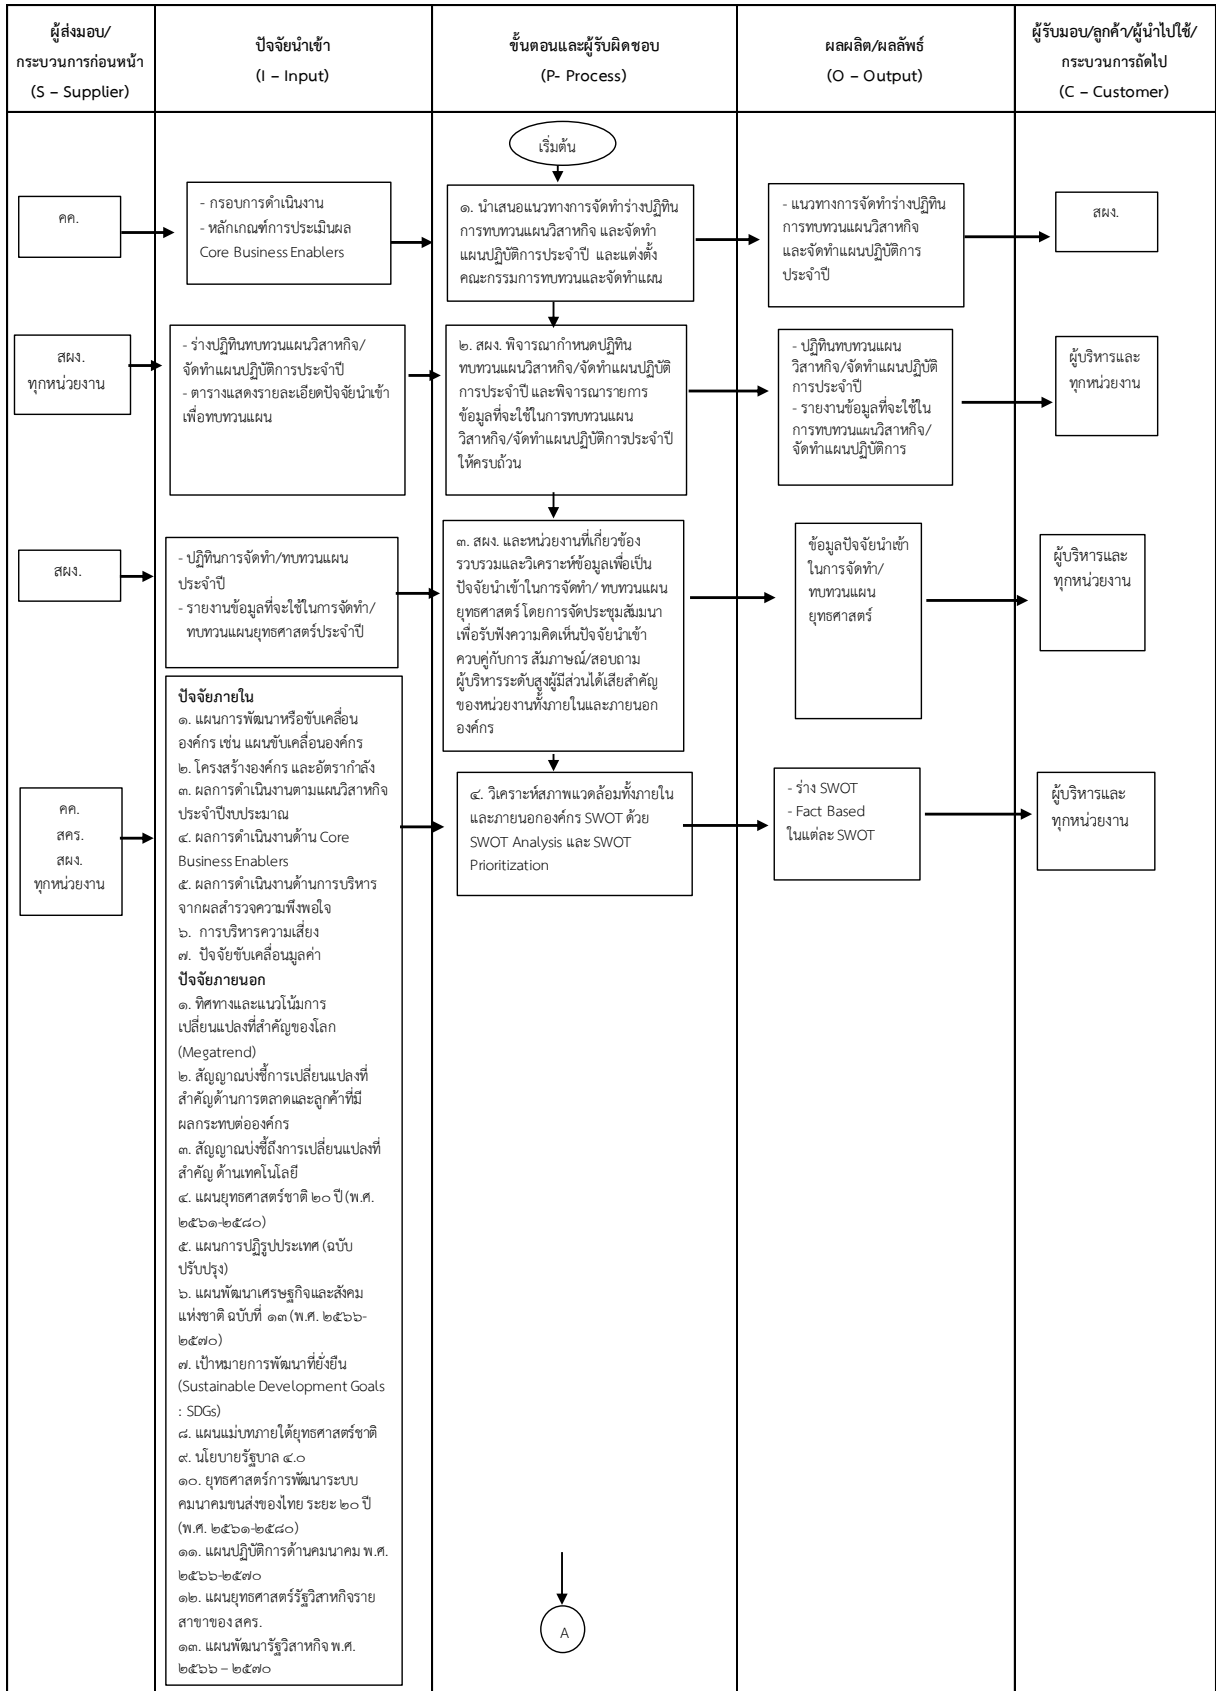 ผู้ส่งมอบ/
กระบวนการก่อนหน้า
(S – Supplier)
ปัจจัยนำเข้า
(I – Input)
ขั้นตอนและผู้รับผิดชอบ
(P- Process)
ผลผลิต/ผลลัพธ์
(O – Output)
ผู้รับมอบ/ลูกค้า/ผู้นำไปใช้/
กระบวนการถัดไป
(C – Customer)
เริ่มต้น
คค.
- กรอบการดำเนินงาน
- หลักเกณฑ์การประเมินผล
Core Business Enablers
๑. นำเสนอแนวทางการจัดทำร่างปฏิทิน
การทบทวนแผนวิสาหกิจ และจัดทำ
แผนปฏิบัติการประจำปี และแต่งตั้ง
คณะกรรมการทบทวนและจัดทำแผน
- แนวทางการจัดทำร่างปฏิทิน
การทบทวนแผนวิสาหกิจ
และจัดทำแผนปฏิบัติการ
ประจำปี
สผง.
สผง.
ทุกหน่วยงาน
- ร่างปฏิทินทบทวนแผนวิสาหกิจ/
จัดทำแผนปฏิบัติการประจำปี
- ตารางแสดงรายละเอียดปัจจัยนำเข้า
เพื่อทบทวนแผน
๒. สผง. พิจารณากำหนดปฏิทิน
ทบทวนแผนวิสาหกิจ/จัดทำแผนปฏิบัติ
การประจำปี และพิจารณารายการ
ข้อมูลที่จะใช้ในการทบทวนแผน
วิสาหกิจ/จัดทำแผนปฏิบัติการประจำปี
ให้ครบถ้วน
- ปฏิทินทบทวนแผน
วิสาหกิจ/จัดทำแผนปฏิบัติ
การประจำปี
- รายงานข้อมูลที่จะใช้ใน
การทบทวนแผนวิสาหกิจ/
จัดทำแผนปฏิบัติการ
ผู้บริหารและ
ทุกหน่วยงาน
สผง.
- ปฏิทินการจัดทำ/ทบทวนแผน
ประจำปี
- รายงานข้อมูลที่จะใช้ในการจัดทำ/
ทบทวนแผนยุทธศาสตร์ประจำปี
๓. สผง. และหน่วยงานที่เกี่ยวข้อง
รวบรวมและวิเคราะห์ข้อมูลเพื่อเป็น
ปัจจัยนำเข้าในการจัดทำ/ ทบทวนแผน
ยุทธศาสตร์ โดยการจัดประชุมสัมมนา
เพื่อรับฟังความคิดเห็นปัจจัยนำเข้า
ควบคู่กับการ สัมภาษณ์/สอบถาม
ผู้บริหารระดับสูงผู้มีส่วนได้เสียสำคัญ
ของหน่วยงานทั้งภายในและภายนอก
องค์กร
ข้อมูลปัจจัยนำเข้า
ในการจัดทำ/
ทบทวนแผน
ยุทธศาสตร์
ผู้บริหารและ
ทุกหน่วยงาน
คค.
สคร.
สผง.
ทุกหน่วยงาน
ปัจจัยภายใน
๑. แผนการพัฒนาหรือขับเคลื่อน
องค์กร เช่น แผนขับเคลื่อนองค์กร
๒. โครงสร้างองค์กร และอัตรากำลัง
๓. ผลการดำเนินงานตามแผนวิสาหกิจ
ประจำปีงบประมาณ
๔. ผลการดำเนินงานด้าน Core
Business Enablers
๕. ผลการดำเนินงานด้านการบริหาร
จากผลสำรวจความพึงพอใจ
๖. การบริหารความเสี่ยง
๗. ปัจจัยขับเคลื่อนมูลค่า
ปัจจัยภายนอก
๑. ทิศทางและแนวโน้มการ
เปลี่ยนแปลงที่สำคัญของโลก
(Megatrend)
๒. สัญญาณบ่งชี้การเปลี่ยนแปลงที่
สำคัญด้านการตลาดและลูกค้าที่มี
ผลกระทบต่อองค์กร
๓. สัญญาณบ่งชี้ถึงการเปลี่ยนแปลงที่
สำคัญ ด้านเทคโนโลยี
๔. แผนยุทธศาสตร์ชาติ ๒๐ ปี (พ.ศ.
๒๕๖๑-๒๕๘๐)
๕. แผนการปฏิรูปประเทศ (ฉบับ
ปรับปรุง)
๖. แผนพัฒนาเศรษฐกิจและสังคม
แห่งชาติ ฉบับที่ ๑๓ (พ.ศ. ๒๕๖๖-
๒๕๗๐)
๗. เป้าหมายการพัฒนาที่ยั่งยืน
(Sustainable Development Goals
: SDGs)
๘. แผนแม่บทภายใต้ยุทธศาสตร์ชาติ
๙. นโยบายรัฐบาล ๔.๐
๑๐. ยุทธศาสตร์การพัฒนาระบบ
คมนาคมขนส่งของไทย ระยะ ๒๐ ปี
(พ.ศ. ๒๕๖๑-๒๕๘๐)
๑๑. แผนปฏิบัติการด้านคมนาคม พ.ศ.
๒๕๖๖-๒๕๗๐
๑๒. แผนยุทธศาสตร์รัฐวิสาหกิจราย
สาขาของ สคร.
๑๓. แผนพัฒนารัฐวิสาหกิจ พ.ศ.
๒๕๖๖ – ๒๕๗๐
๔. วิเคราะห์สภาพแวดล้อมทั้งภายใน
และภายนอกองค์กร SWOT ด้วย
SWOT Analysis และ SWOT
Prioritization
- ร่าง SWOT
- Fact Based
ในแต่ละ SWOT
ผู้บริหารและ
ทุกหน่วยงาน
A